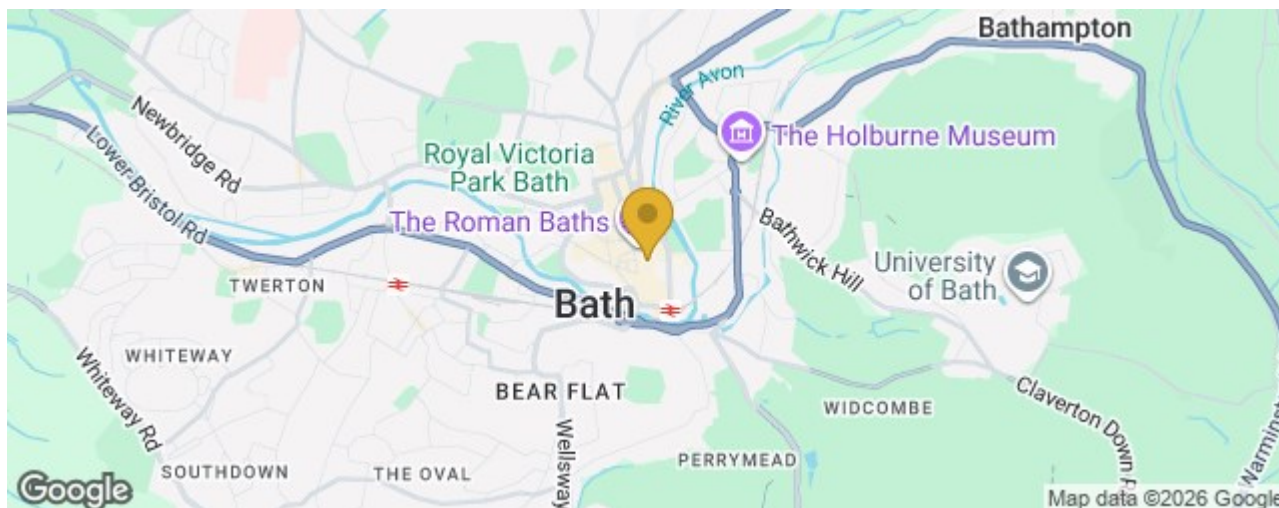 Bathampton
River Avon
Newbridge Rd
The Holburne Museum
Lower-Bristol Rd
Royal Victoria
Park Bath
The Roman Baths
Bathwick Hill
University
of Bath
TWERTON
Bath
WHITEWAY
Whiteway Rd
BEAR FLAT
WIDCOMBE
Claverton Down R
Wellsway
PERRYMEAD
SOUTHDOWN
THE OVAL
Warmins
Google
Map data ©2026 Google